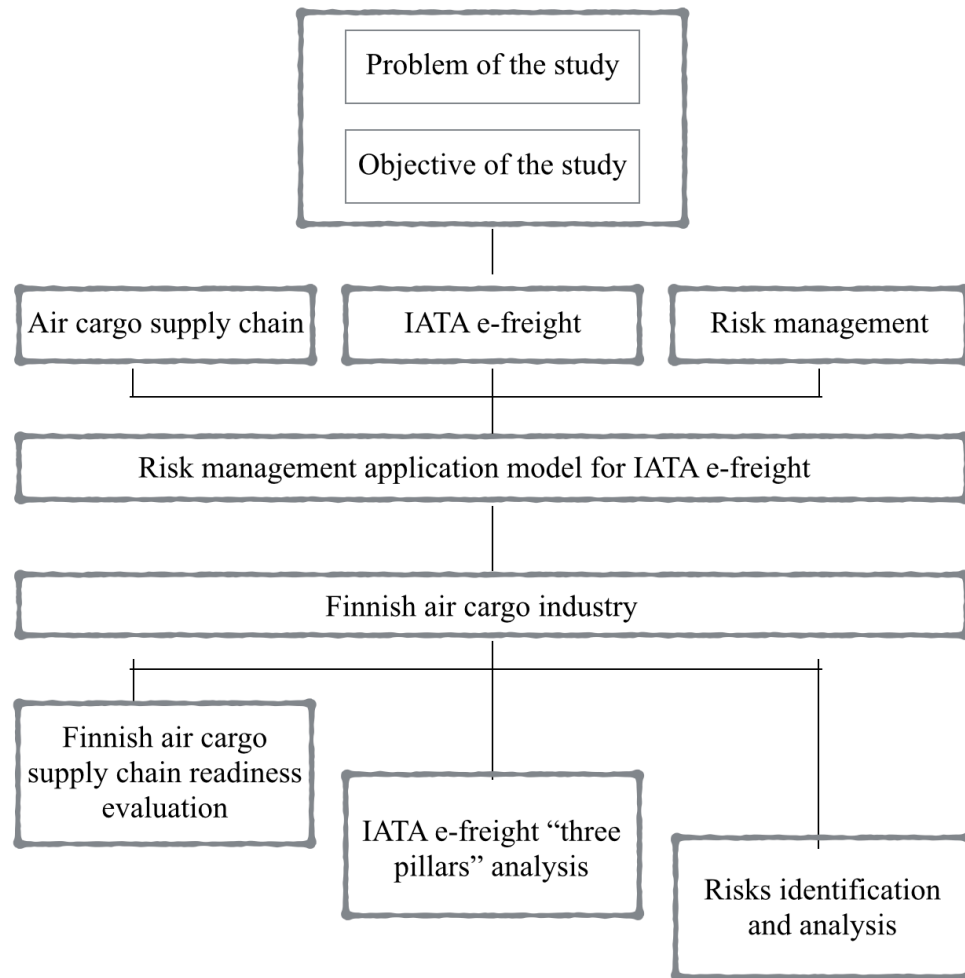 Problem of the study
Objective of the study
Air cargo supply chain
IATA e-freight
Risk management
Risk management application model for IATA e-freight
Finnish air cargo industry
Finnish air cargo
supply chain readiness
evaluation
IATA e-freight “three
pillars” analysis
Risks identification
and analysis